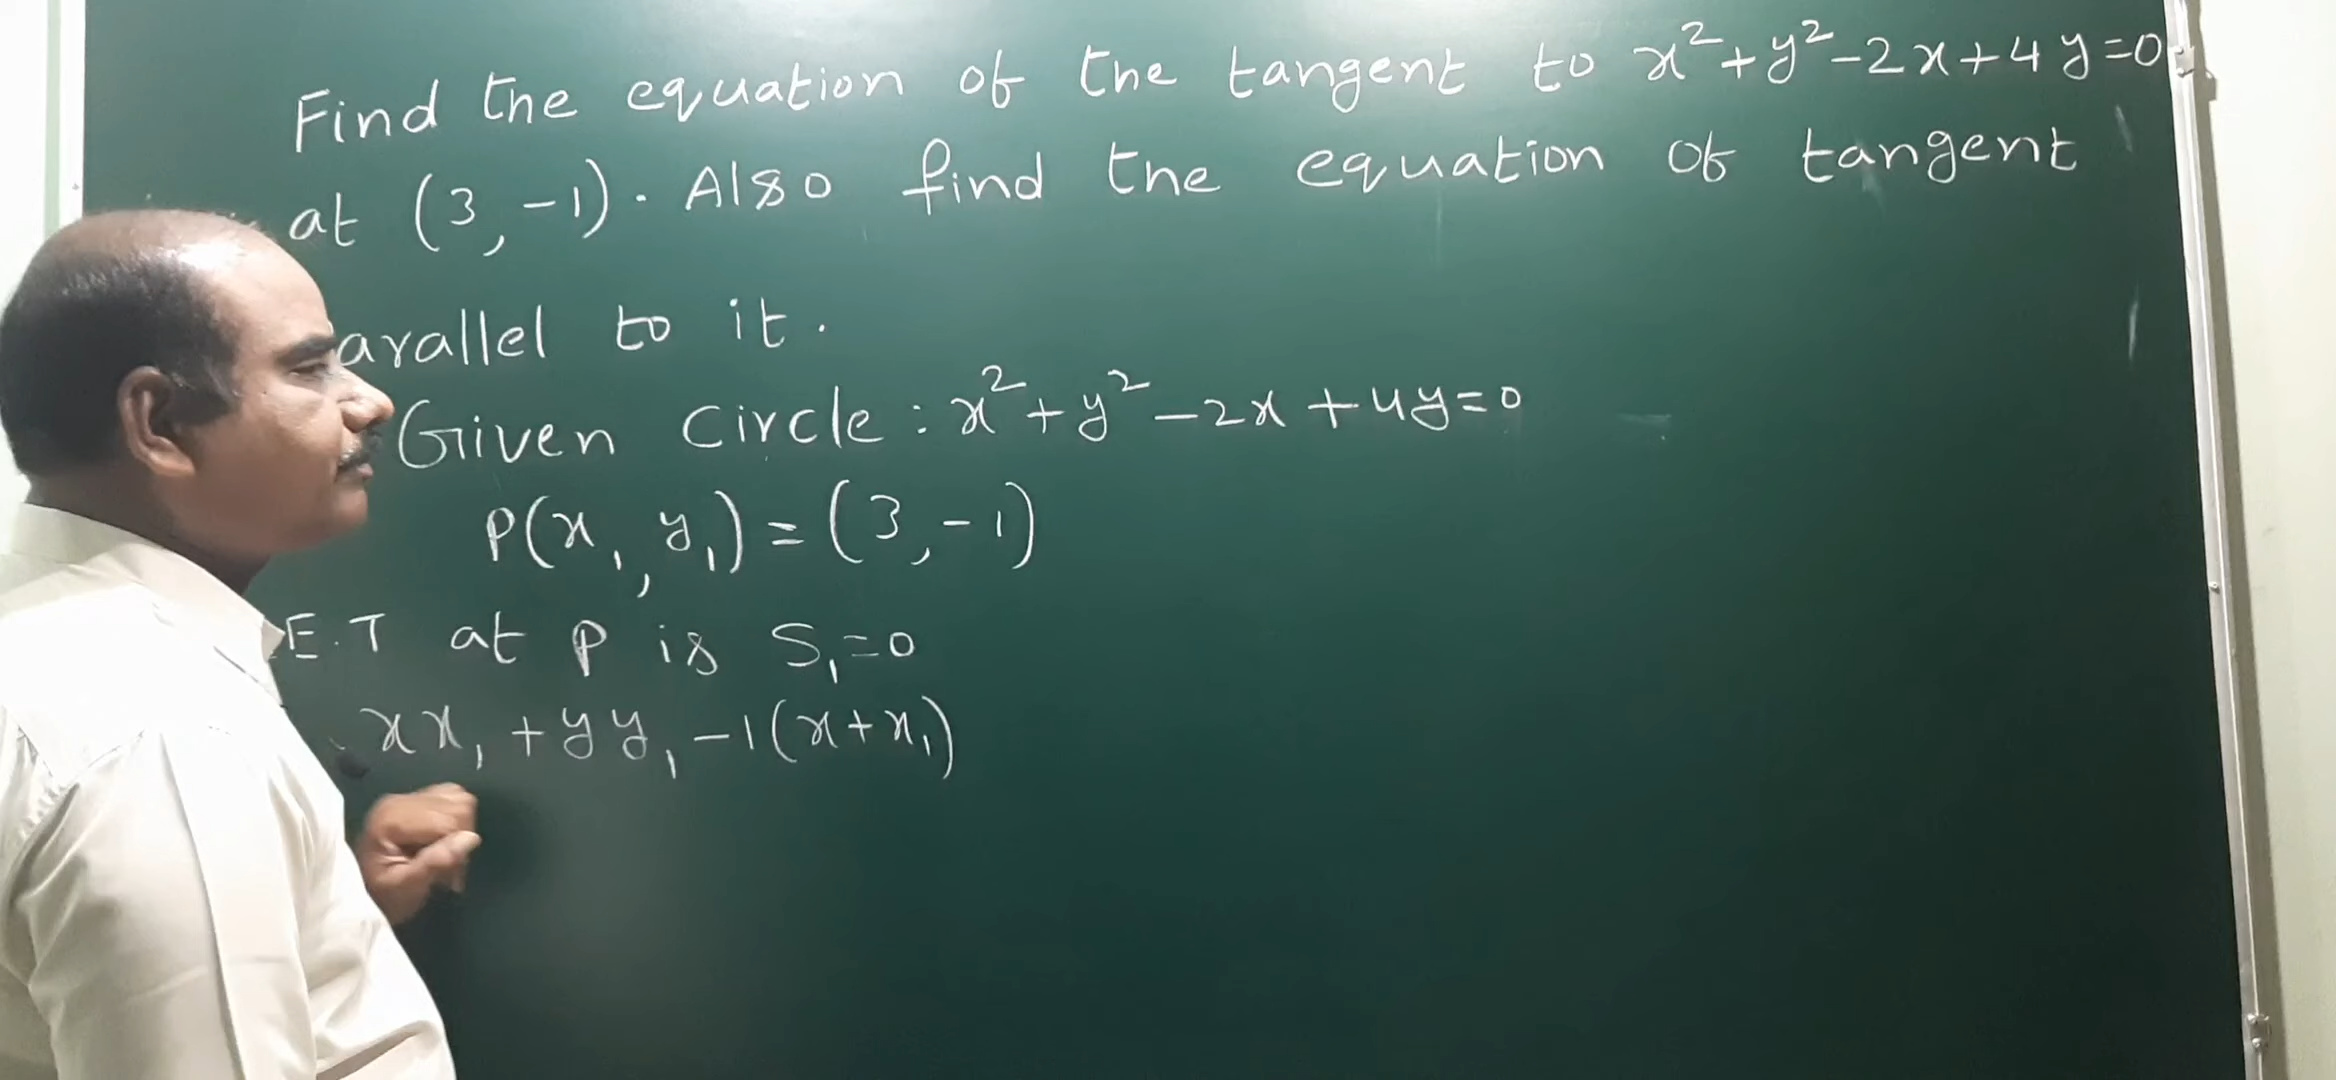 Find the equation of the tangent to x²+y²-2x+4y=0
at (3,-1). Also find the equation of tangent
arallel to it.
Given Circle: x²+y²-2x+4y=0
P(x₁,y₁)=(3,-1)
E.T at P is S₁=0
xx₁+yy₁-1(x+x₁)